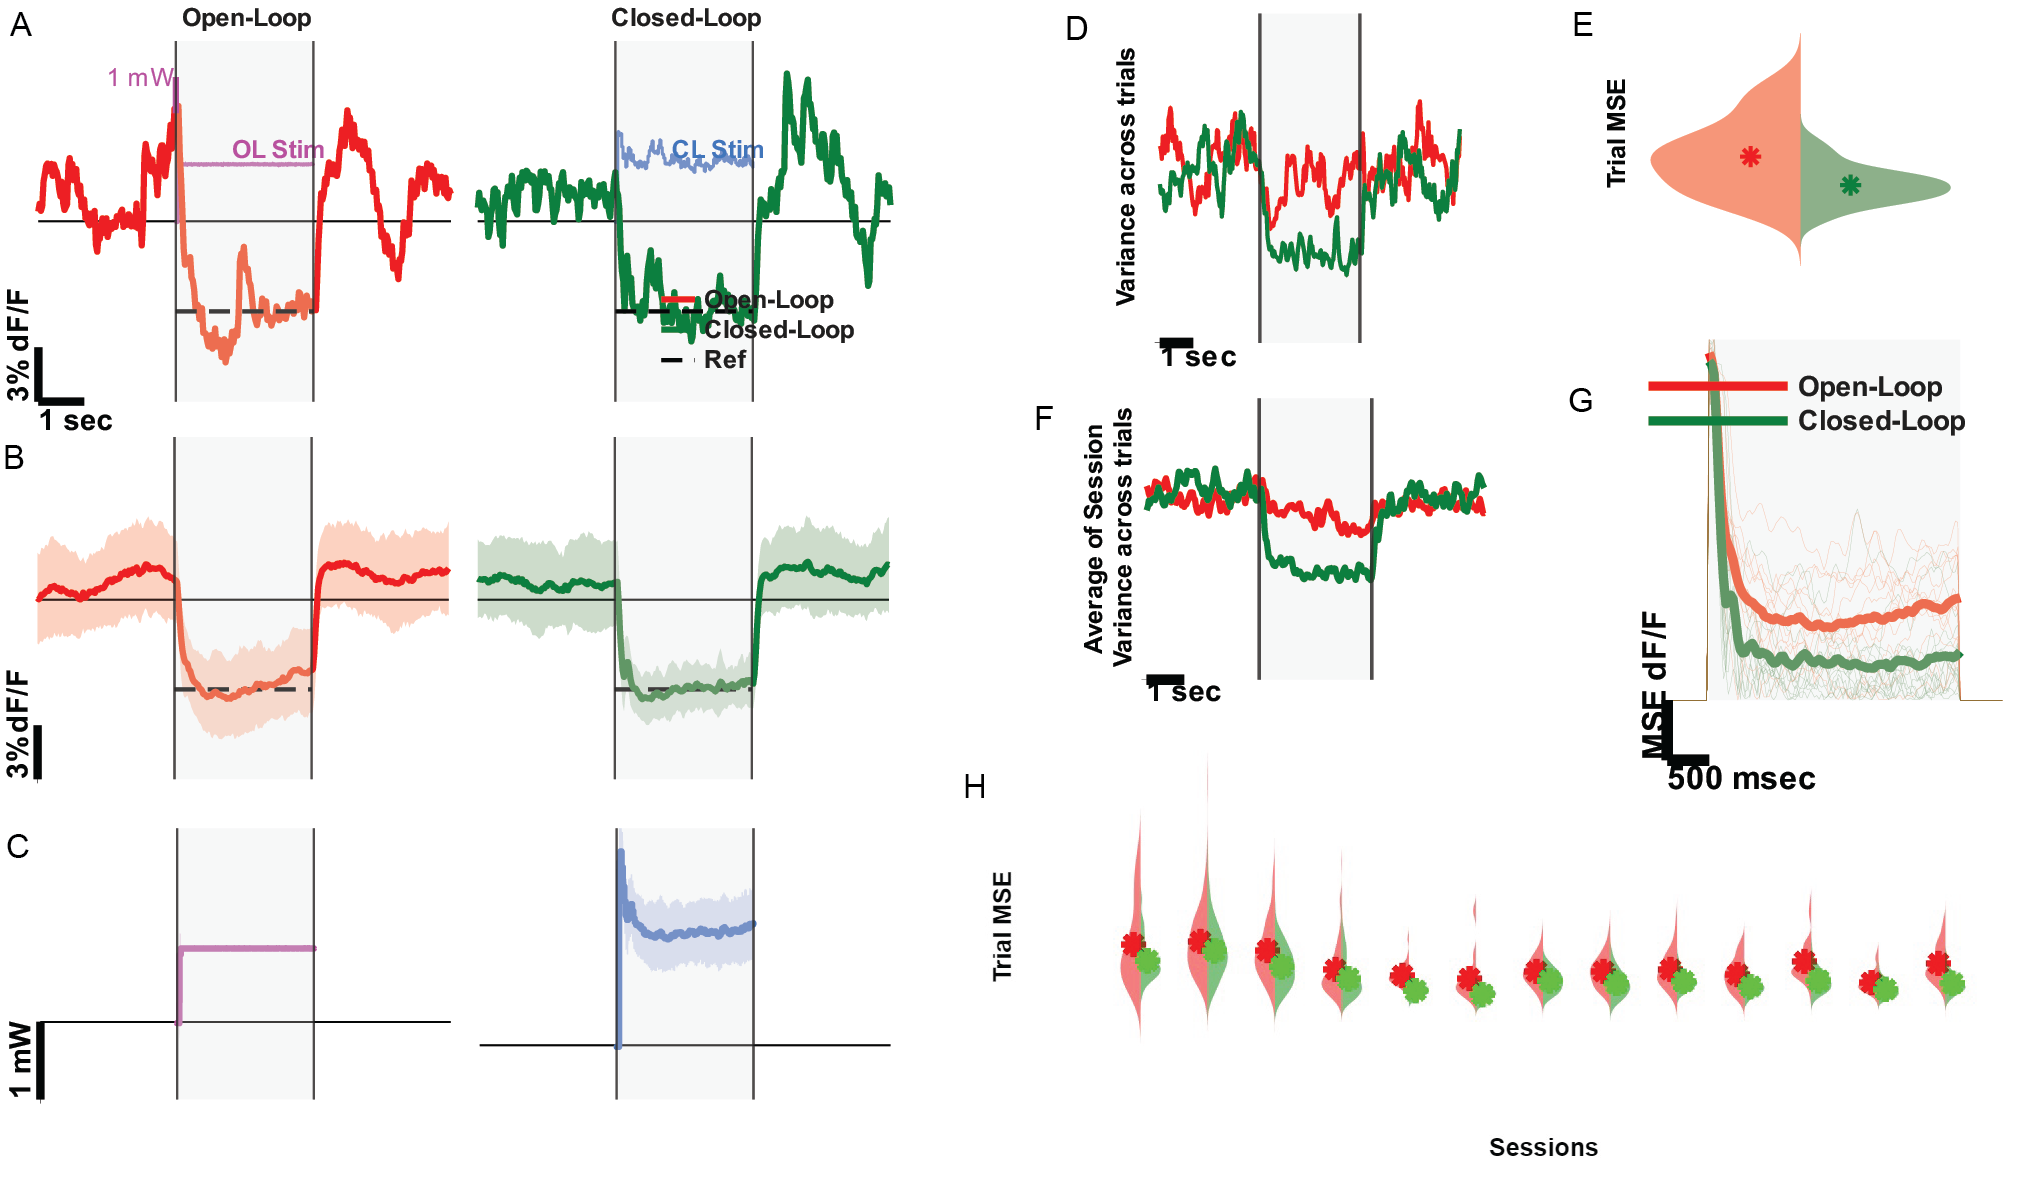 A
Open-Loop
Closed-Loop
1 mW
OL Stim
CL Stim
Open-Loop
Closed-Loop
Ref
3% dF/F
1 sec
B
3%dF/F
C
1 mW
D
Variance across trials
1 sec
E
Trial MSE
F
Average of Session
Variance across trials
1 sec
G
Open-Loop
Closed-Loop
MSE dF/F
500 msec
H
Trial MSE
Sessions